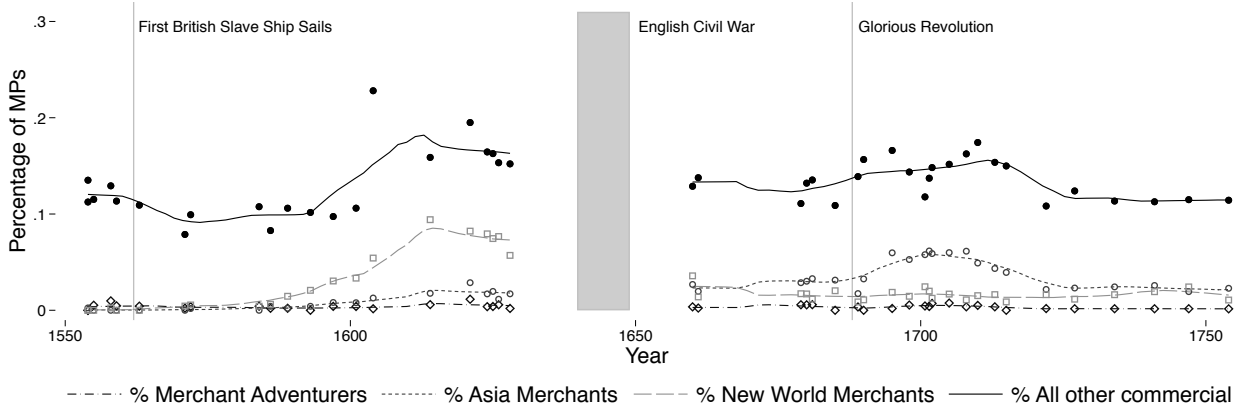 .3
First British Slave Ship Sails
English Civil War
Glorious Revolution
.2
.1
0
Percentage of MPs
1550
1600
1650
1700
1750
Year
% Merchant Adventurers
% Asia Merchants
% New World Merchants
% All other commercial